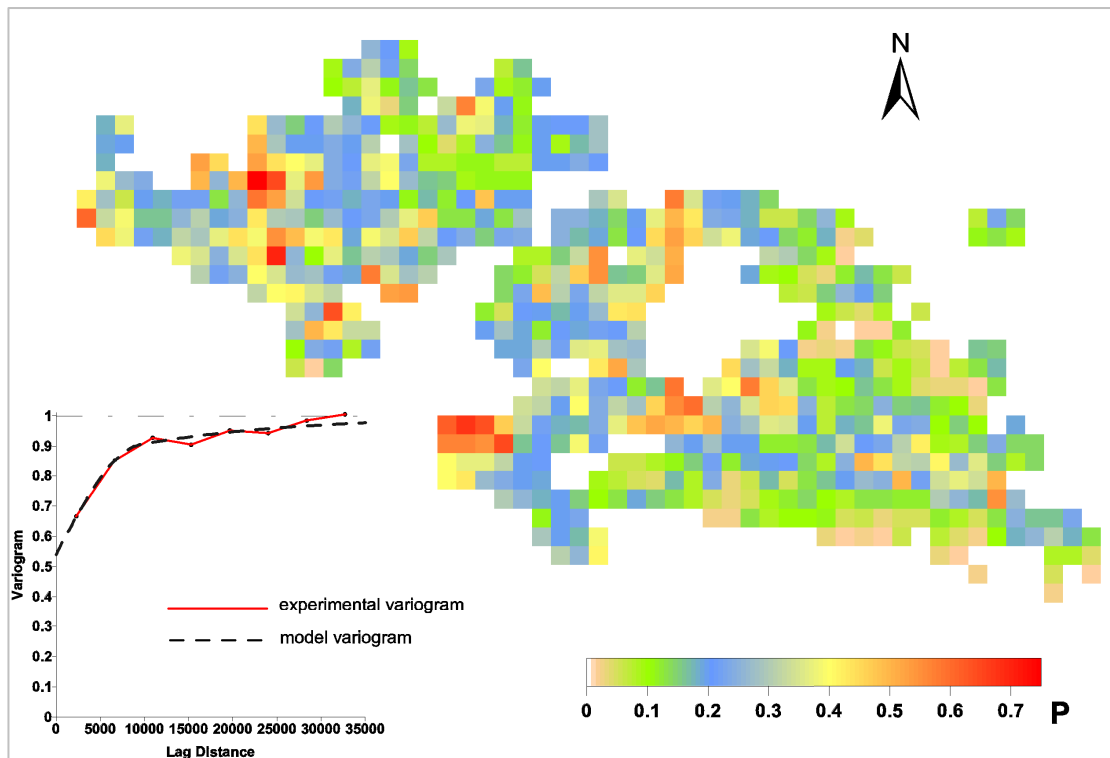 N
1
0.9
0.8
0.7
0.6
0.5
0.4
0.3
0.2
0.1
0
Variogram
experimental variogram
model variogram
0 5000 10000 15000 20000 25000 30000 35000
Lag Distance
0 0.1 0.2 0.3 0.4 0.5 0.6 0.7 P